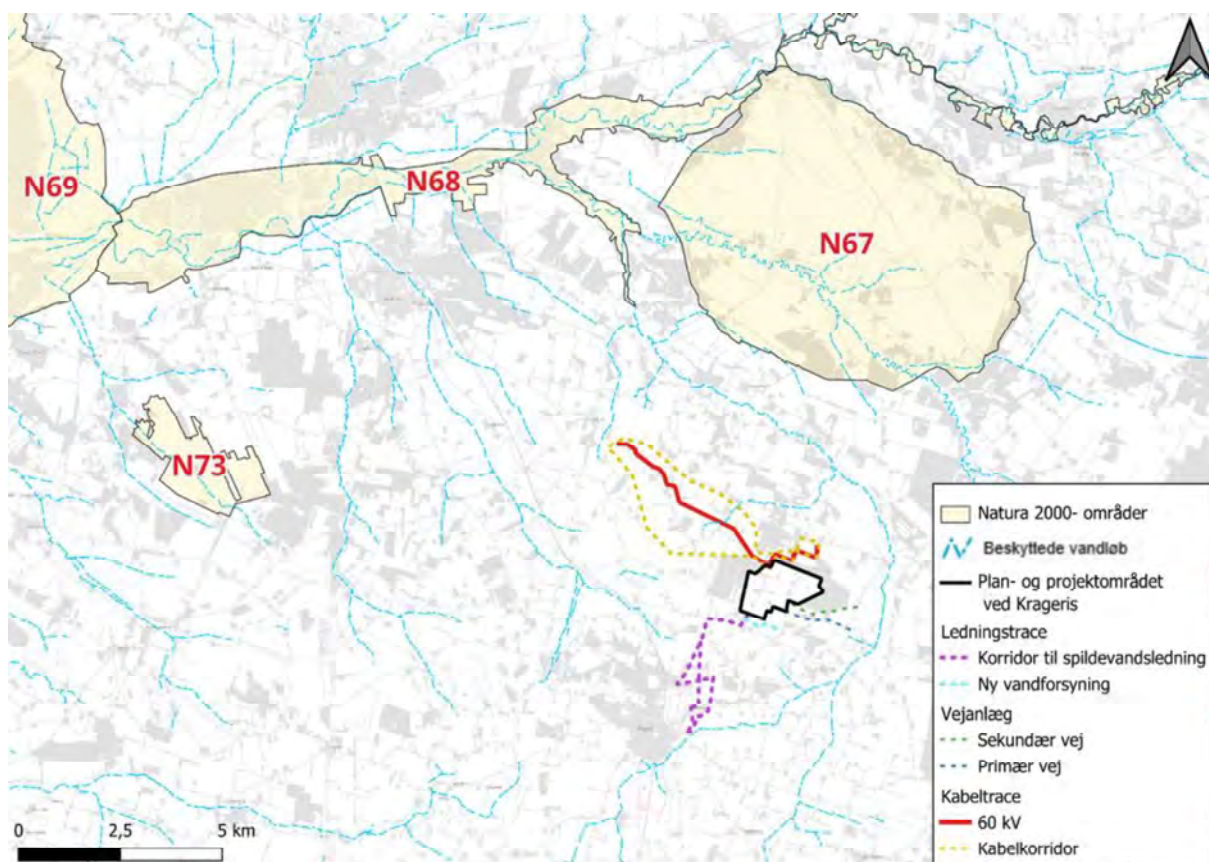 N69
N68
N67
N73
Natura 2000- områder
Beskyttede vandløb
Plan- og projektområdet
ved Krageris
Ledningstrace
Korridor til spildevandsledning
Ny vandforsyning
Vejanlæg
Sekundær vej
Primær vej
Kabeltrace
60 kV
Kabelkorridor
0 2,5 5 km